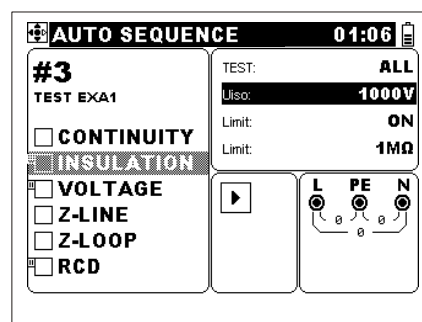 AUTO SEQUENCE 01:06
#3
TEST EXA1
CONTINUITY
INSULATION
VOLTAGE
Z-LINE
Z-LOOP
RCD
TEST: ALL
Uiso: 1000V
Limit: ON
Limit: 1MΩ
L PE N
0 0
0